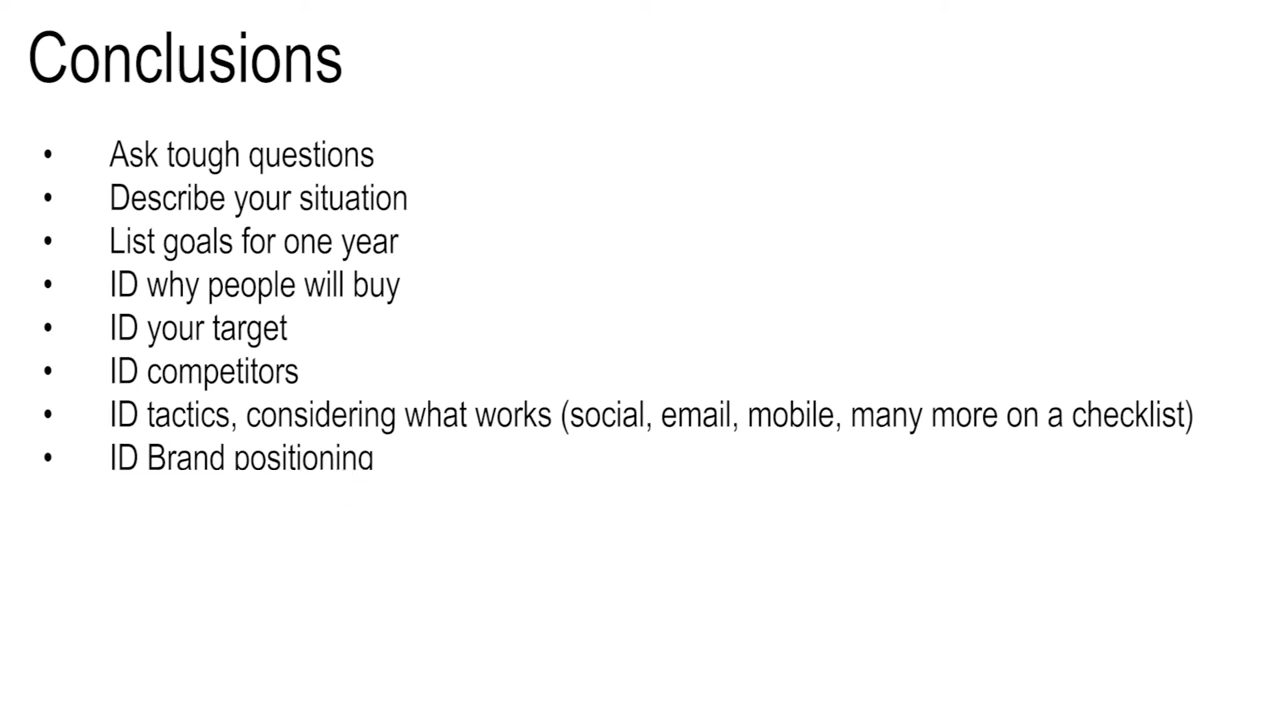 Conclusions
• Ask tough questions
• Describe your situation
• List goals for one year
• ID why people will buy
• ID your target
• ID competitors
• ID tactics, considering what works (social, email, mobile, many more on a checklist)
• ID Brand positioning